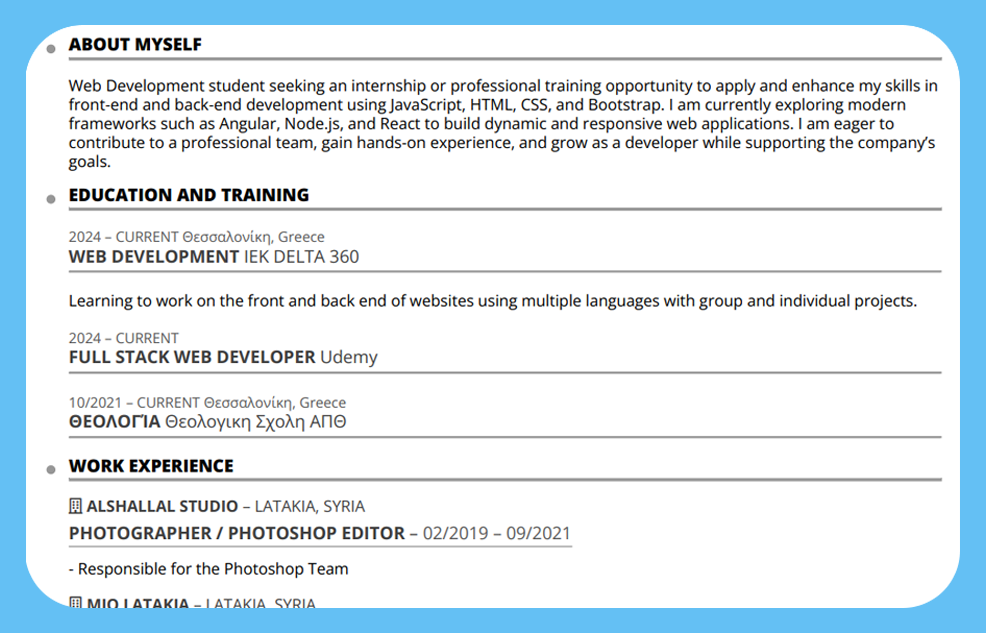 ABOUT MYSELF
Web Development student seeking an internship or professional training opportunity to apply and enhance my skills in
front-end and back-end development using JavaScript, HTML, CSS, and Bootstrap. I am currently exploring modern
frameworks such as Angular, Node.js, and React to build dynamic and responsive web applications. I am eager to
contribute to a professional team, gain hands-on experience, and grow as a developer while supporting the company’s
goals.
EDUCATION AND TRAINING
2024 – CURRENT Θεσσαλονίκη, Greece
WEB DEVELOPMENT IEK DELTA 360
Learning to work on the front and back end of websites using multiple languages with group and individual projects.
2024 – CURRENT
FULL STACK WEB DEVELOPER Udemy
10/2021 – CURRENT Θεσσαλονίκη, Greece
ΘΕΟΛΟΓΊΑ Θεολογικη Σχολη ΑΠΘ
WORK EXPERIENCE
ALSHALLAL STUDIO – LATAKIA, SYRIA
PHOTOGRAPHER / PHOTOSHOP EDITOR – 02/2019 – 09/2021
- Responsible for the Photoshop Team
MIO LATAKIA – LATAKIA, SYRIA